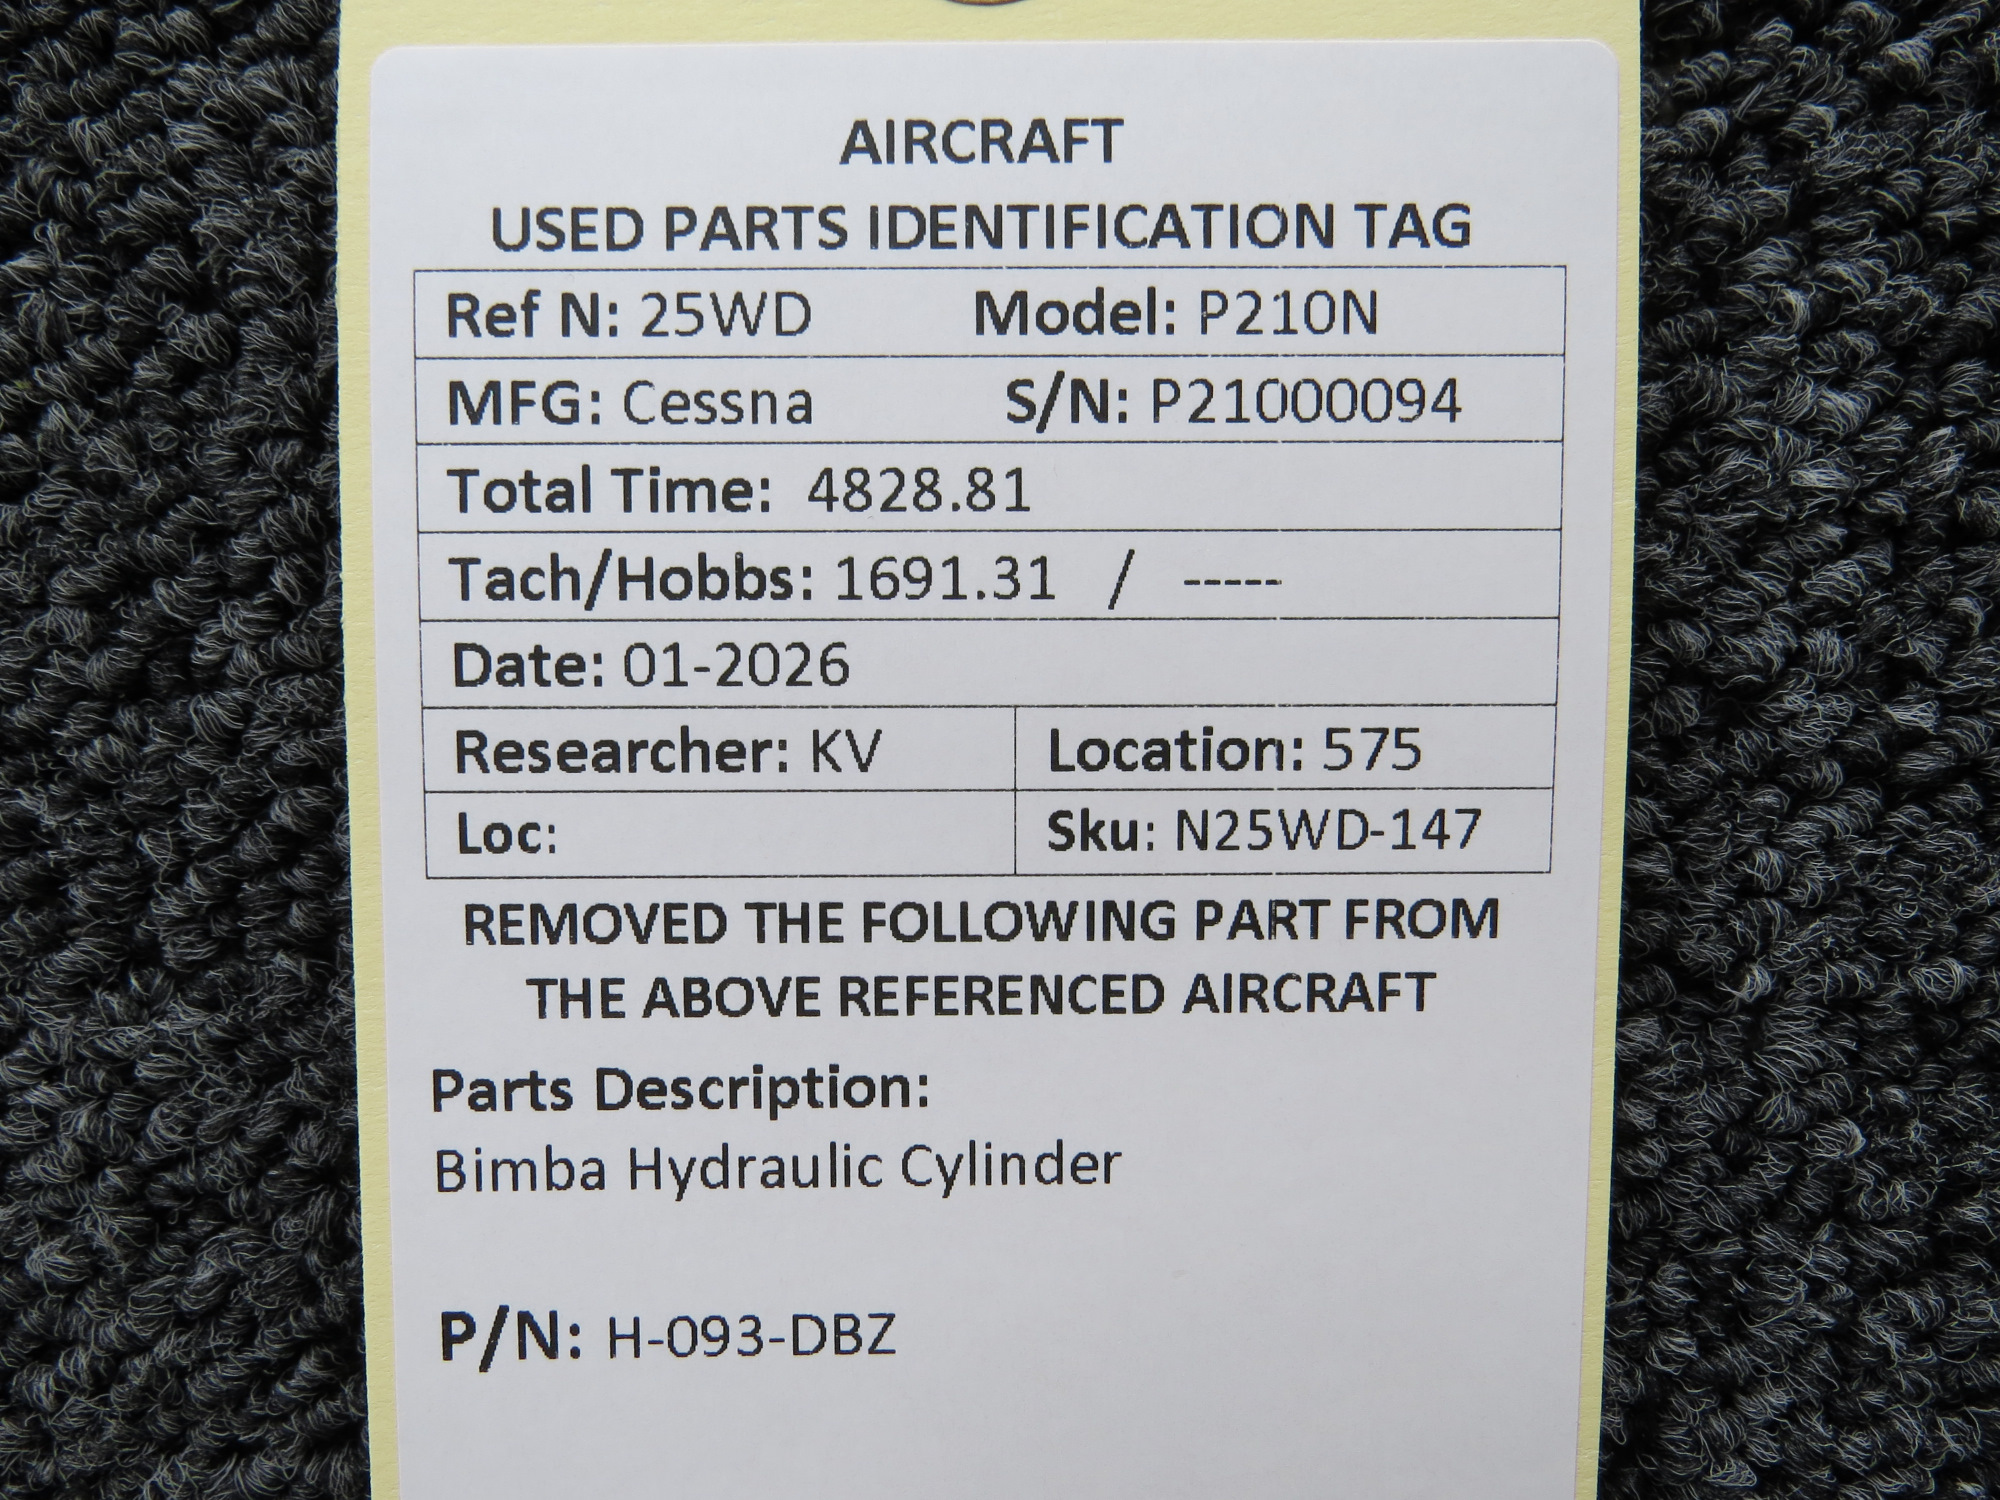 AIRCRAFT
USED PARTS IDENTIFICATION TAG
Ref N: 25WD Model: P210N
MFG: Cessna S/N: P21000094
Total Time: 4828.81
Tach/Hobbs: 1691.31 / -----
Date: 01-2026
Researcher: KV Location: 575
Loc: Sku: N25WD-147
REMOVED THE FOLLOWING PART FROM
THE ABOVE REFERENCED AIRCRAFT
Parts Description:
Bimba Hydraulic Cylinder
P/N: H-093-DBZ